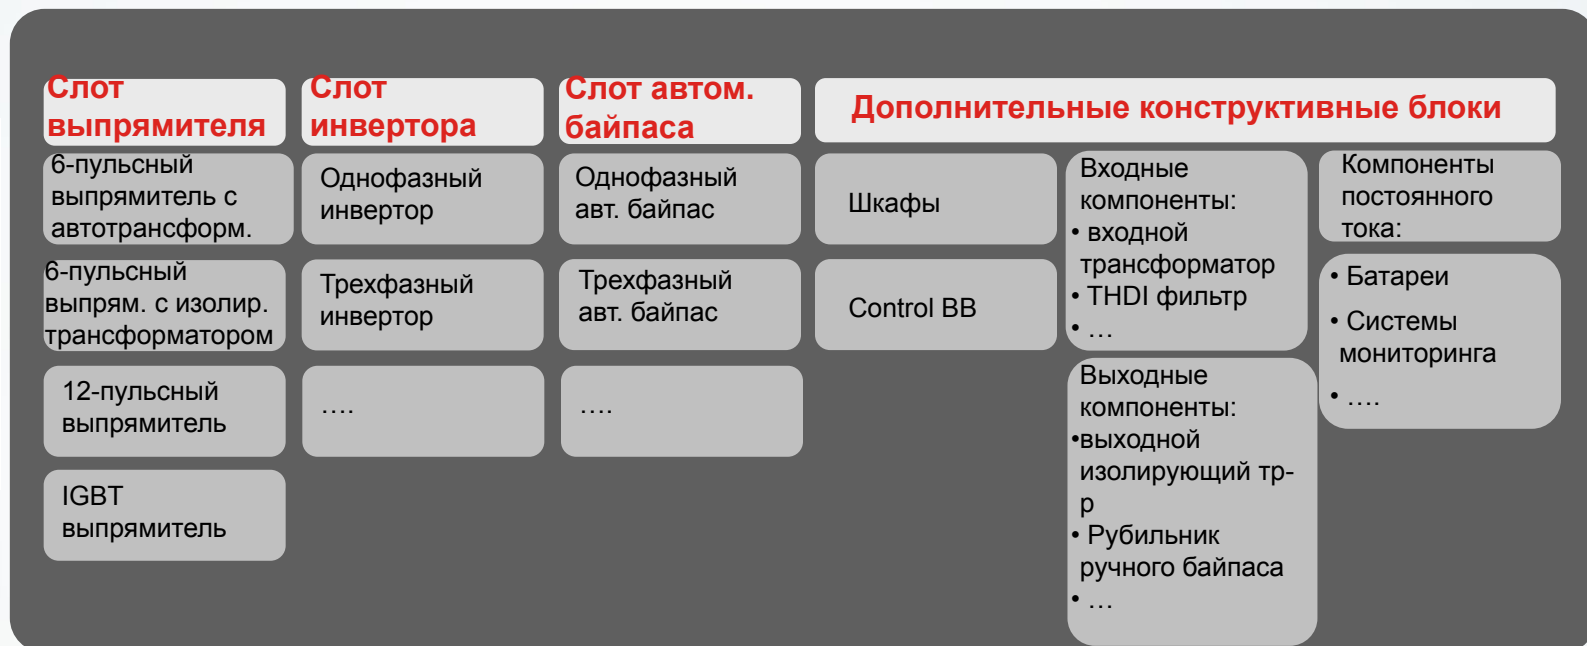 Слот
выпрямителя
6-пульсный
выпрямитель с
автотрансформ.
6-пульсный
выпрям. с изолир.
трансформатором
12-пульсный
выпрямитель
IGBT
выпрямитель
Слот
инвертора
Однофазный
инвертор
Трехфазный
инвертор
….
Слот автом.
байпаса
Однофазный
авт. байпас
Трехфазный
авт. байпас
….
Дополнительные конструктивные блоки
Шкафы
Control BB
Входные
компоненты:
• входной
трансформатор
• THDI фильтр
• …
Выходные
компоненты:
•выходной
изолирующий тр-
р
• Рубильник
ручного байпаса
• …
Компоненты
постоянного
тока:
• Батареи
• Системы
мониторинга
• ….